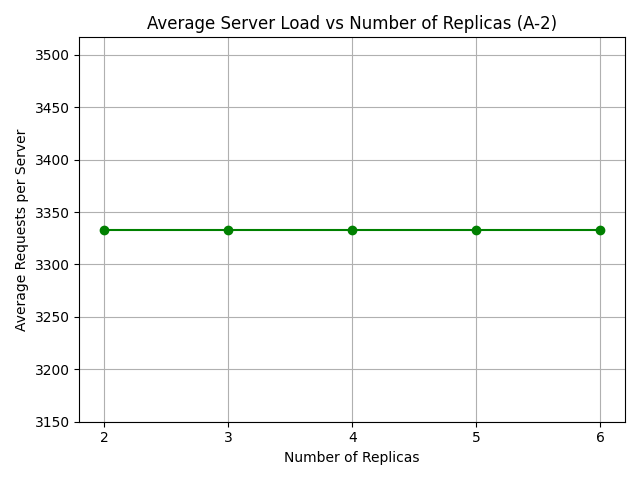 Average Server Load vs Number of Replicas (A-2)
Average Requests per Server
3500
3450
3400
3350
3300
3250
3200
3150
2 3 4 5 6
Number of Replicas